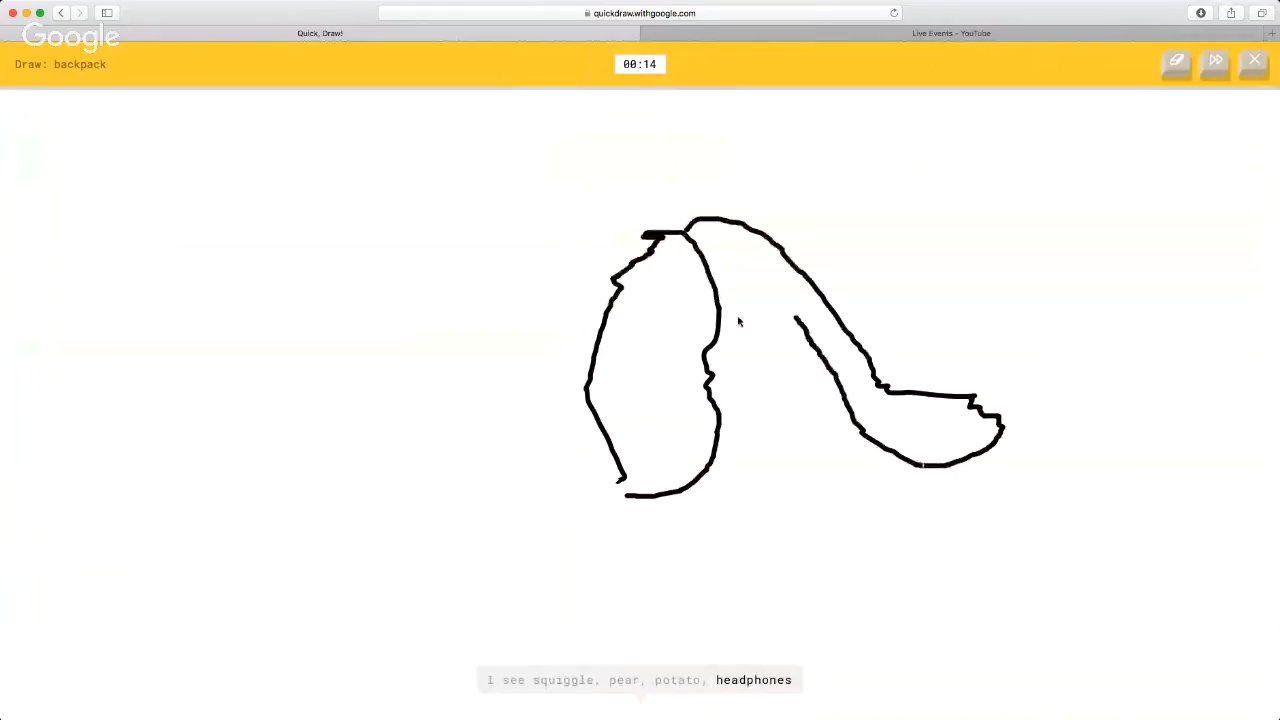 quickdraw.withgoogle.com
Google
Quick, Draw!
Live Events - YouTube
Draw: backpack
00:14
I see squiggle, pear, potato, headphones